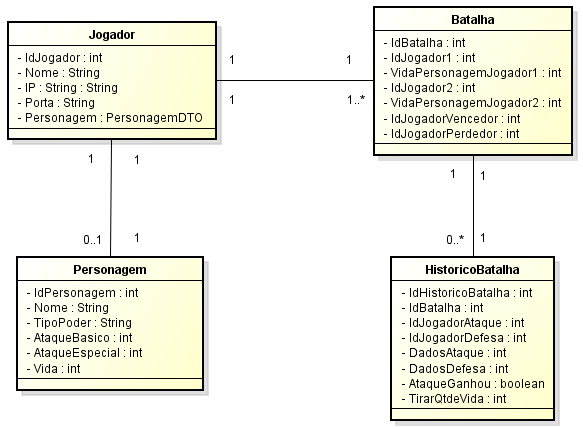 Jogador
- IdJogador : int
- Nome : String
- IP : String : String
- Porta : String
- Personagem : PersonagemDTO
Batalha
- IdBatalha : int
- IdJogador1 : int
- VidaPersonagemJogador1 : int
- IdJogador2 : int
- VidaPersonagemJogador2 : int
- IdJogadorVencedor : int
- IdJogadorPerdedor : int
1 1
1 1..*
1 1
0..1 1
1 1
0..* 1
Personagem
- IdPersonagem : int
- Nome : String
- TipoPoder : String
- AtaqueBasico : int
- AtaqueEspecial : int
- Vida : int
HistoricoBatalha
- IdHistoricoBatalha : int
- IdBatalha : int
- IdJogadorAtaque : int
- IdJogadorDefesa : int
- DadosAtaque : int
- DadosDefesa : int
- AtaqueGanhou : boolean
- TirarQtdeVida : int